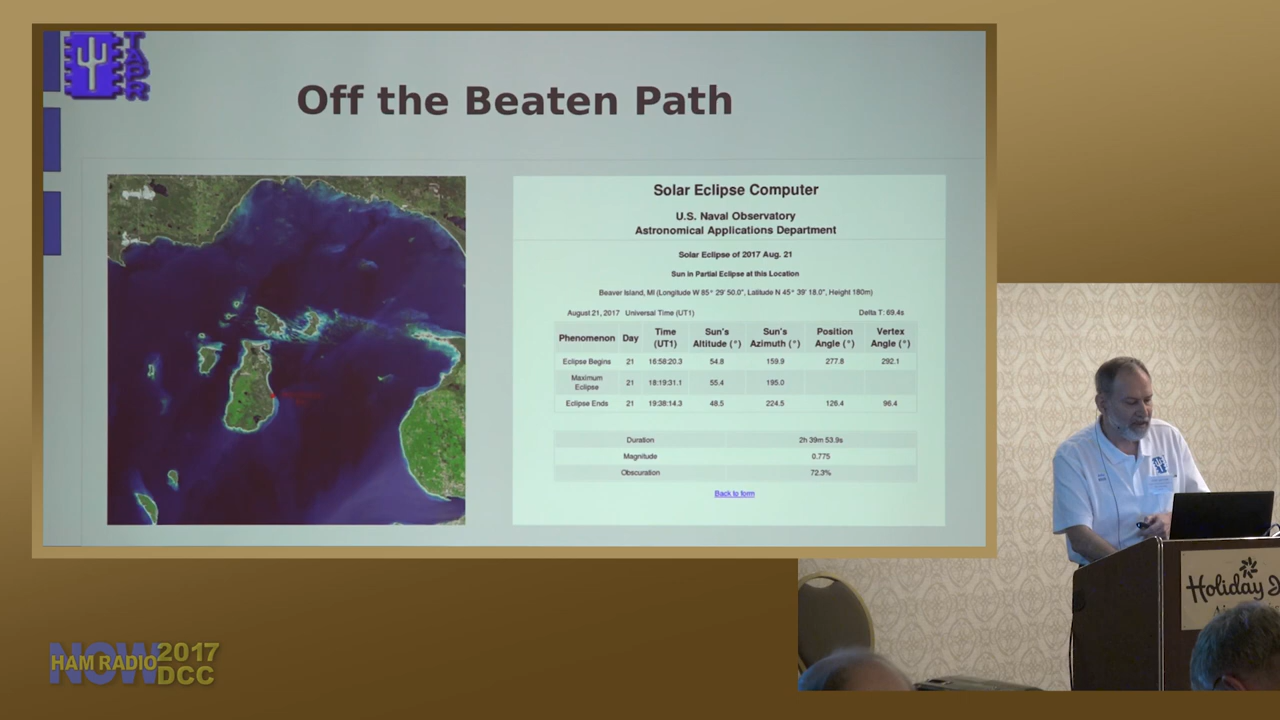 TAPR
Off the Beaten Path
Solar Eclipse Computer
U.S. Naval Observatory
Astronomical Applications Department
Solar Eclipse of 2017 Aug. 21
Sun in Partial Eclipse at this Location
Beaver Island, MI (Longitude W 85° 29' 50.0", Latitude N 45° 39' 18.0", Height 180m)
August 21, 2017 Universal Time (UT1) Delta T: 69.4s
Phenomenon Day Time (UT1) Sun's Altitude (°) Sun's Azimuth (°) Position Angle (°) Vertex Angle (°)
Eclipse Begins 21 16:58:20.3 54.8 159.9 277.8 292.1
Maximum Eclipse 21 18:19:31.1 55.4 195.0
Eclipse Ends 21 19:38:14.3 48.5 224.5 126.4 96.4
Duration 2h 39m 53.9s
Magnitude 0.775
Obscuration 72.3%
Back to form
Holiday
NOW
HAM RADIO 2017
DCC